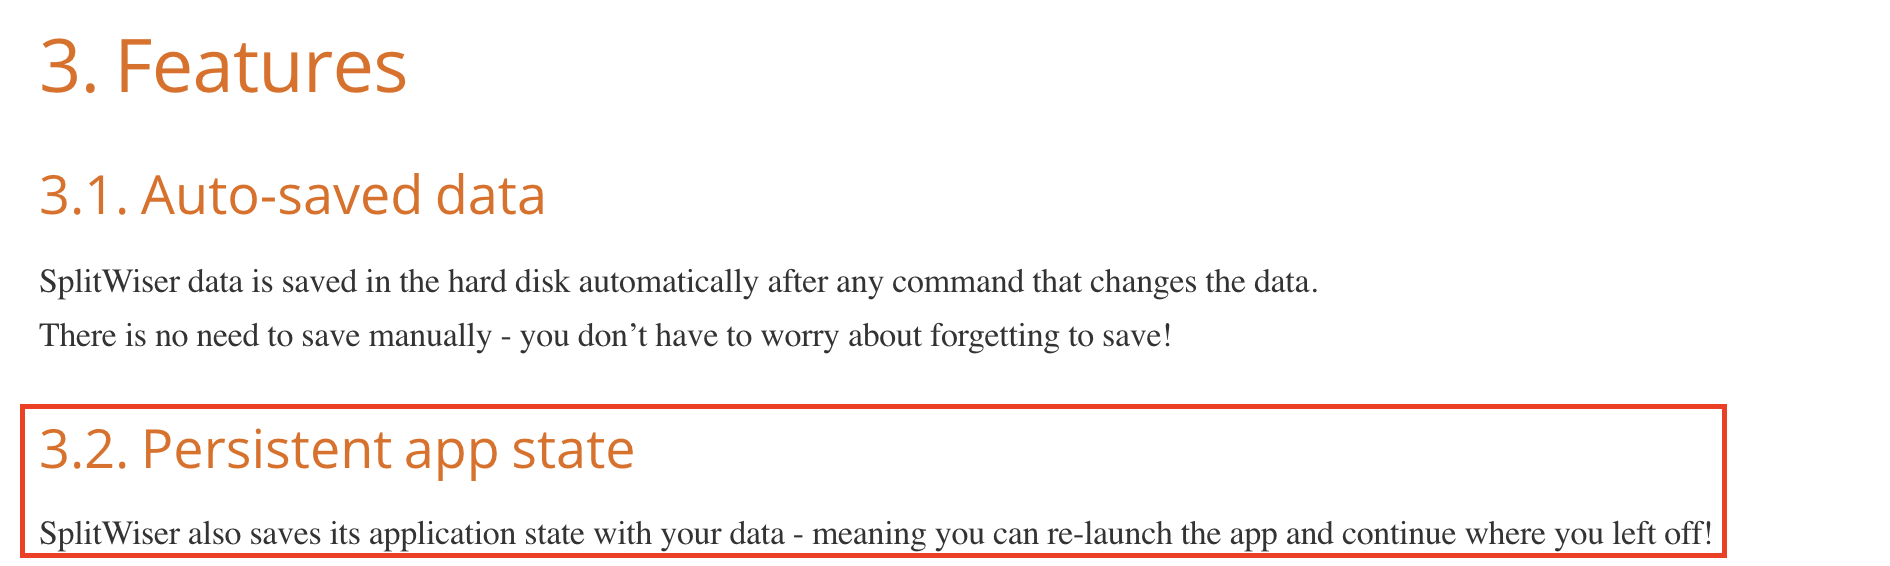 3. Features
3.1. Auto-saved data
SplitWiser data is saved in the hard disk automatically after any command that changes the data.
There is no need to save manually - you don’t have to worry about forgetting to save!
3.2. Persistent app state
SplitWiser also saves its application state with your data - meaning you can re-launch the app and continue where you left off!